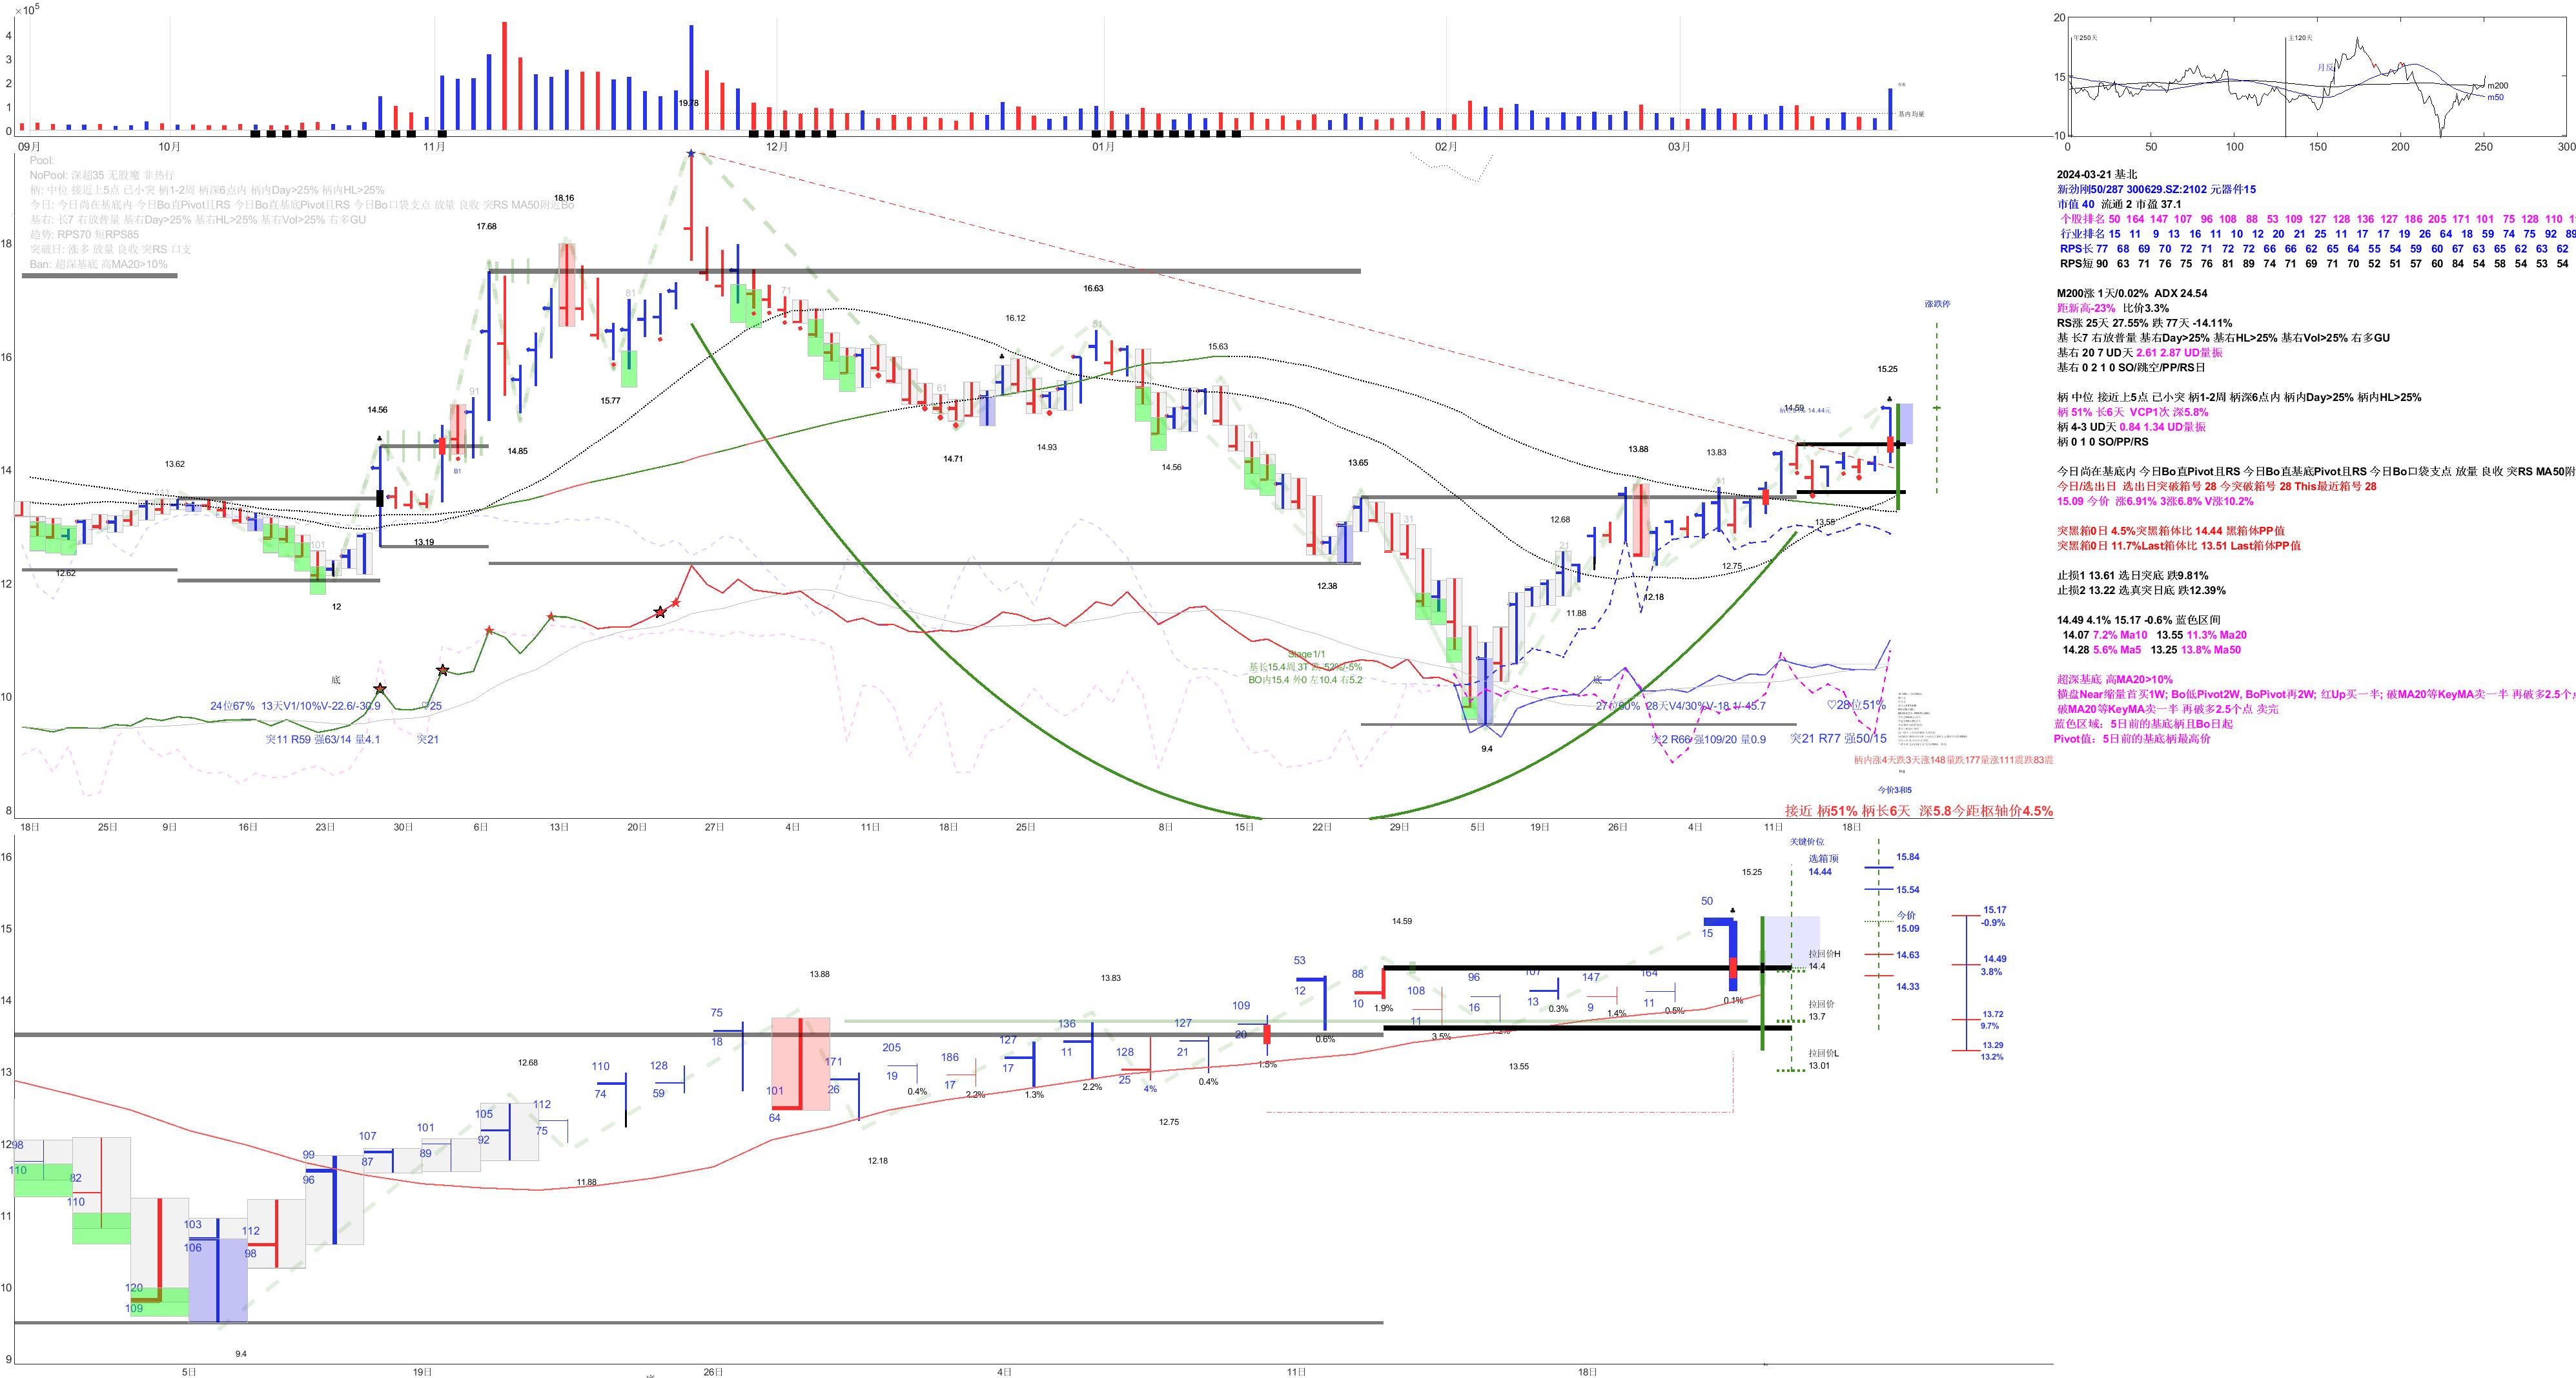 ×10⁵
4
3
2
1
0
19.78
基内均量
09月 10月 11月 12月 01月 02月 03月
20
15
10
年250天
主120天
月反
m200
m50
0 50 100 150 200 250 300
Pool:
NoPool: 深超35 无股魔 非热行
柄: 中位 接近上5点 已小突 柄1-2周 柄深6点内 柄内Day>25% 柄内HL>25%
今日: 今日尚在基底内 今日Bo直Pivot且RS 今日Bo直基底Pivot且RS 今日Bo口袋支点 放量 良收 突RS MA50附近Bo
基右: 长7 右放普量 基右Day>25% 基右HL>25% 基右Vol>25% 右多GU
趋势: RPS70 短RPS85
突破日: 涨多 放量 良收 突RS 口支
Ban: 超深基底 高MA20>10%
18
16
14
12
10
8
18.16
17.68
16.63
16.12
15.63
15.77
15.25
14.93
14.85
14.71
14.56
14.56
14.59
13.88
13.83
13.65
13.62
13.55
13.19
12.75
12.68
12.62
12.38
12.18
12
11.88
9.4
111
101
91
81
71
61
51
41
31
21
11
B1
涨跌停
底
24位67% 13天V1/10%V-22.6/-30.9
♡25
突11 R59 强63/14 量4.1
突21
Stage1/1
基长15.4周 3T 跌-52%/-5%
BO内15.4 外0 左10.4 右5.2
底
27位60% 28天V4/30%V-18.1/-45.7
♡28位51%
突2 R66 强109/20 量0.9
突21 R77 强50/15
柄内涨4天跌3天涨148量跌177量涨111震跌83震
今价3和5
接近 柄51% 柄长6天 深5.8今距枢轴价4.5%
18日 25日 9日 16日 23日 30日 6日 13日 20日 27日 4日 11日 18日 25日 8日 15日 22日 29日 5日 19日 26日 4日 11日 18日
2024-03-21 基北
新劲刚50/287 300629.SZ:2102 元器件15
市值 40 流通 2 市盈 37.1
个股排名 50 164 147 107 96 108 88 53 109 127 128 136 127 186 205 171 101 75 128 110
行业排名 15 11 9 13 16 11 10 12 20 21 25 11 17 17 19 26 64 18 59 74 75 92 89
RPS长 77 68 69 70 72 71 72 72 66 66 62 65 64 55 54 59 60 67 63 65 62 63 62
RPS短 90 63 71 76 75 76 81 89 74 71 69 71 70 52 51 57 60 84 54 58 54 53 54
M200涨 1天/0.02% ADX 24.54
距新高-23% 比价3.3%
RS涨 25天 27.55% 跌 77天 -14.11%
基 长7 右放普量 基右Day>25% 基右HL>25% 基右Vol>25% 右多GU
基右 20 7 UD天 2.61 2.87 UD量振
基右 0 2 1 0 SO/跳空/PP/RS日
柄 中位 接近上5点 已小突 柄1-2周 柄深6点内 柄内Day>25% 柄内HL>25%
柄 51% 长6天 VCP1次 深5.8%
柄 4-3 UD天 0.84 1.34 UD量振
柄 0 1 0 SO/PP/RS
今日尚在基底内 今日Bo直Pivot且RS 今日Bo直基底Pivot且RS 今日Bo口袋支点 放量 良收 突RS MA50附
今日/选出日 选出日突破箱号 28 今突破箱号 28 This最近箱号 28
15.09 今价 涨6.91% 3涨6.8% V涨10.2%
突黑箱0日 4.5%突黑箱体比 14.44 黑箱体PP值
突黑箱0日 11.7%Last箱体比 13.51 Last箱体PP值
止损1 13.61 选日突底 跌9.81%
止损2 13.22 选真突日底 跌12.39%
14.49 4.1% 15.17 -0.6% 蓝色区间
14.07 7.2% Ma10 13.55 11.3% Ma20
14.28 5.6% Ma5 13.25 13.8% Ma50
超深基底 高MA20>10%
横盘Near缩量首买1W; Bo低Pivot2W, BoPivot再2W; 红Up买一半; 破MA20等KeyMA卖一半 再破多2.5个
破MA20等KeyMA卖一半 再破多2.5个点 卖完
蓝色区域：5日前的基底柄且Bo日起
Pivot值：5日前的基底柄最高价
16
15
14
13
12
11
10
9
98
110
82
110
120
109
103
106
112
98
99
96
107
87
101
89
105
92
112
75
110
74
128
59
75
18
101
64
171
26
205
19
0.4%
186
17
2.2%
127
17
1.3%
136
11
2.2%
128
25
4%
127
21
0.4%
109
20
1.5%
53
12
0.6%
88
10
1.9%
108
11
3.5%
96
16
107
13
0.3%
147
9
1.4%
164
11
0.5%
50
15
0.1%
9.4
12.68
11.88
13.88
12.18
13.83
12.75
14.59
13.55
15.25
关键价位
选箱顶
14.44
拉回价H
14.4
拉回价
13.7
拉回价L
13.01
15.84
15.54
今价
15.09
14.63
14.33
15.17
-0.9%
14.49
3.8%
13.72
9.7%
13.29
13.2%
5日 19日 26日 4日 11日 18日